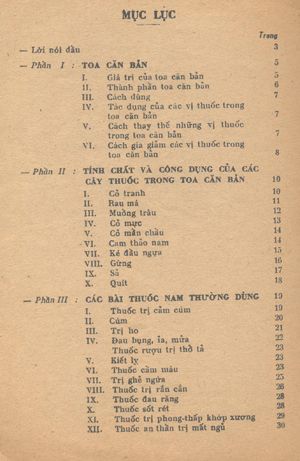 MỤC LỤC
Trang
— Lời nói đầu 3
— Phần I : TOA CĂN BẢN 5
I. Giá trị của toa căn bản 5
II. Thành phần toa căn bản 6
III. Cách dùng 7
IV. Tác dụng của các vị thuốc trong
toa căn bản 7
V. Cách thay thế những vị thuốc
trong toa căn bản 7
VI. Cách gia giảm các vị thuốc trong
toa căn bản 8
— Phần II : TÍNH CHẤT VÀ CÔNG DỤNG CỦA CÁC
CÂY THUỐC TRONG TOA CĂN BẢN 10
I. Cỏ tranh 10
II. Rau má 11
III. Muồng trâu 12
IV. Cỏ mực 13
V. Cỏ mần chầu 14
VI. Cam thảo nam 14
VII. Ké đầu ngựa 15
VIII. Gừng 16
IX. Sả 17
X. Quít 18
— Phần III : CÁC BÀI THUỐC NAM THƯỜNG DÙNG 19
I. Thuốc trị cảm cúm 19
II. Cúm 20
III. Trị ho 21
IV. Đau bụng, ỉa, mửa 22
Thuốc rượu trị thổ tả 23
V. Kiết lỵ 23
VI. Thuốc cầm máu 23
VII. Trị ghẻ ngứa 25
VIII. Thuốc trị rắn cắn 26
IX. Thuốc đau răng 28
X. Thuốc sốt rét 28
XI. Thuốc trị phong-thấp khớp xương 29
XII. Thuốc an thần trị mất ngủ 30